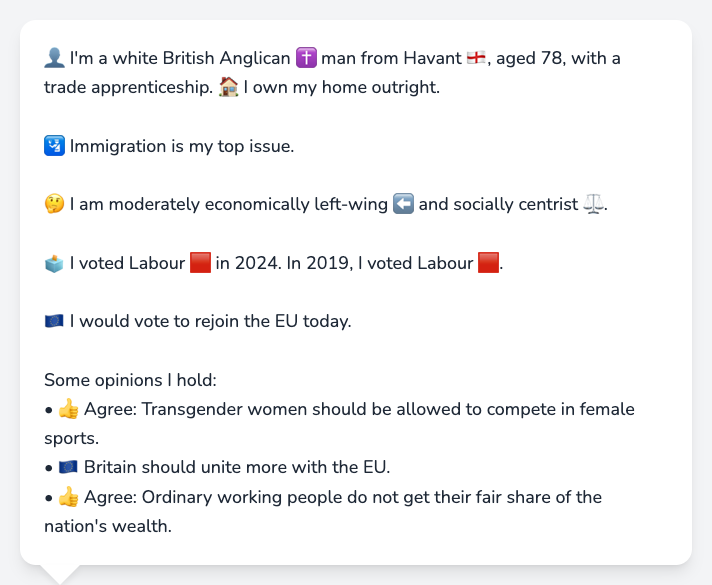 👤 I'm a white British Anglican ✝️ man from Havant 🏴󠁧󠁢󠁥󠁮󠁧󠁿, aged 78, with a
trade apprenticeship. 🏠 I own my home outright.
🛂 Immigration is my top issue.
🤔 I am moderately economically left-wing ⬅️ and socially centrist ⚖️.
🗳️ I voted Labour 🟥 in 2024. In 2019, I voted Labour 🟥.
🇪🇺 I would vote to rejoin the EU today.
Some opinions I hold:
• 👍 Agree: Transgender women should be allowed to compete in female
sports.
• 🇪🇺 Britain should unite more with the EU.
• 👍 Agree: Ordinary working people do not get their fair share of the
nation's wealth.